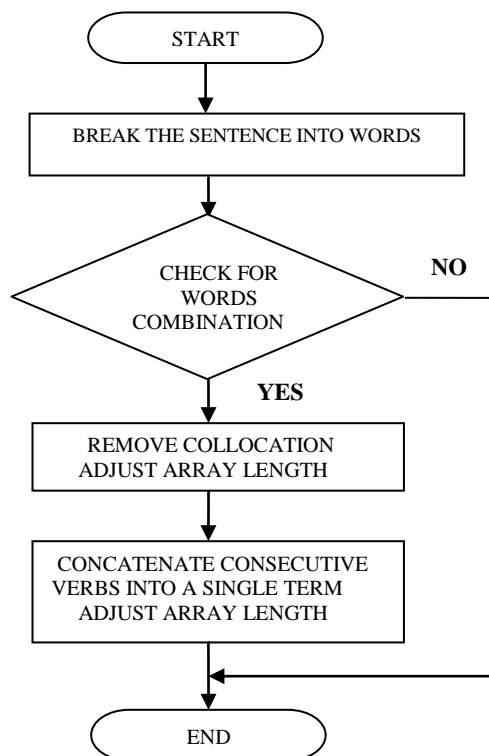 START
BREAK THE SENTENCE INTO WORDS
CHECK FOR
WORDS
COMBINATION
NO
YES
REMOVE COLLOCATION
ADJUST ARRAY LENGTH
CONCATENATE CONSECUTIVE
VERBS INTO A SINGLE TERM
ADJUST ARRAY LENGTH
END